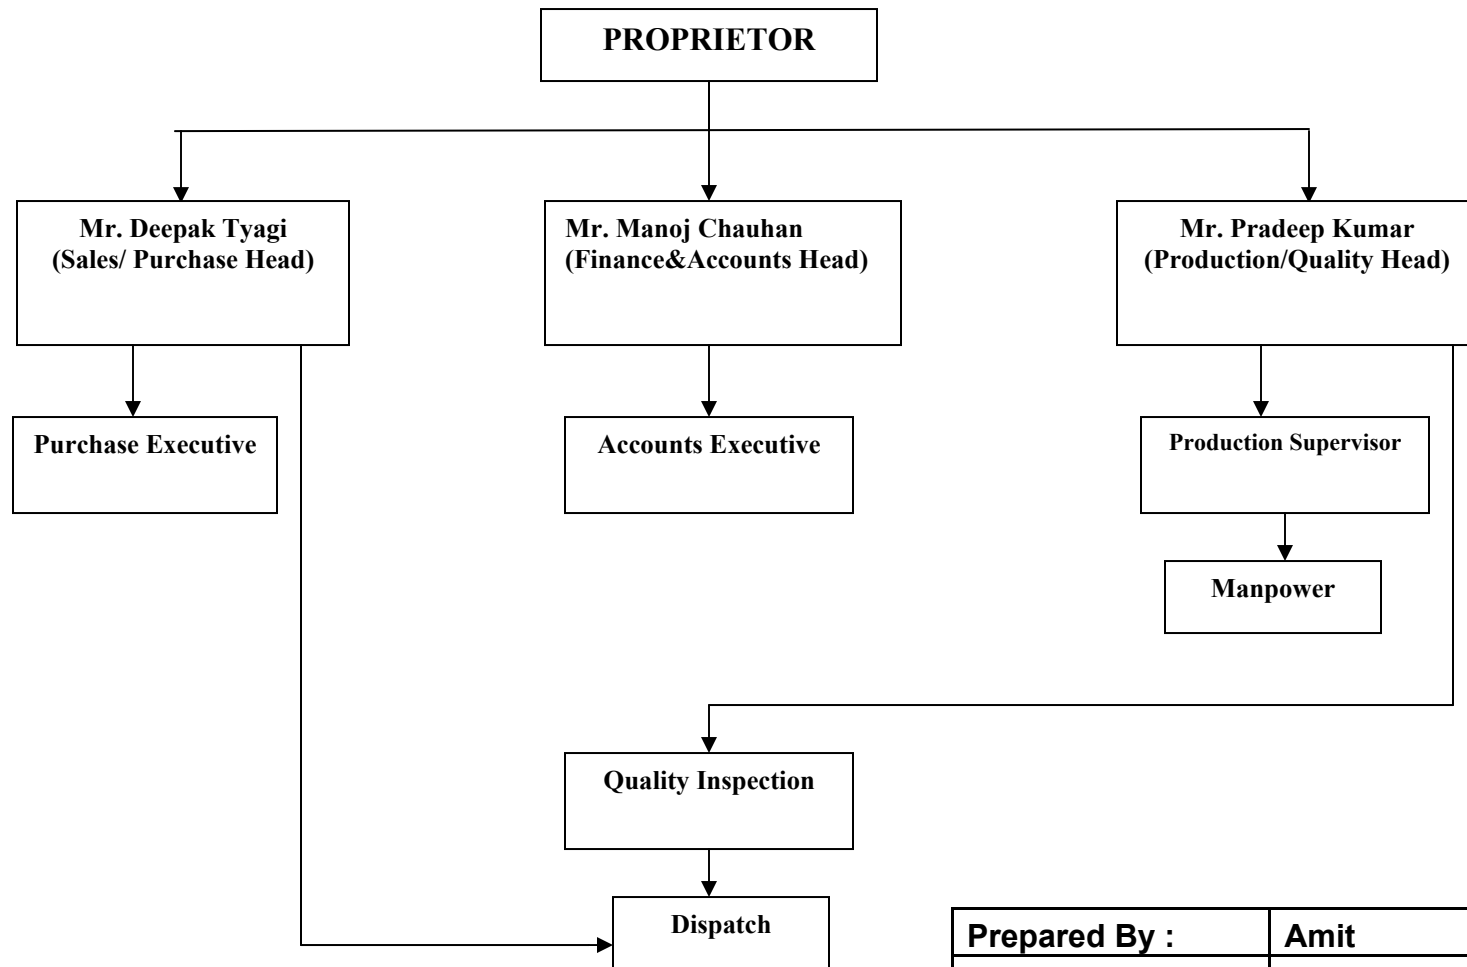 PROPRIETOR
Mr. Deepak Tyagi
(Sales/ Purchase Head)
Mr. Manoj Chauhan
(Finance&Accounts Head)
Mr. Pradeep Kumar
(Production/Quality Head)
Purchase Executive
Accounts Executive
Production Supervisor
Manpower
Quality Inspection
Dispatch
Prepared By :
Amit